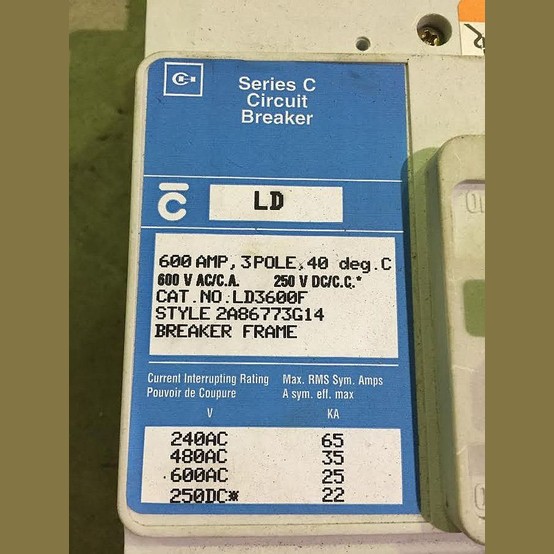 Series C
Circuit
Breaker
C
LD
600 AMP, 3 POLE, 40 deg.C
600 V AC/C.A. 250 V DC/C.C.*
CAT.NO.LD3600F
STYLE 2A86773G14
BREAKER FRAME
Current Interrupting Rating Max. RMS Sym. Amps
Pouvoir de Coupure A sym. eff. max
V KA
240AC 65
480AC 35
600AC 25
250DC* 22